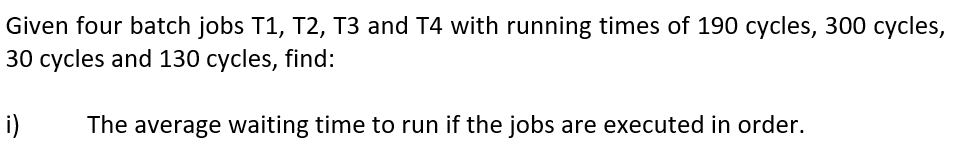 Given four batch jobs T1, T2, T3 and T4 with running times of 190 cycles, 300 cycles,
30 cycles and 130 cycles, find:
i) The average waiting time to run if the jobs are executed in order.